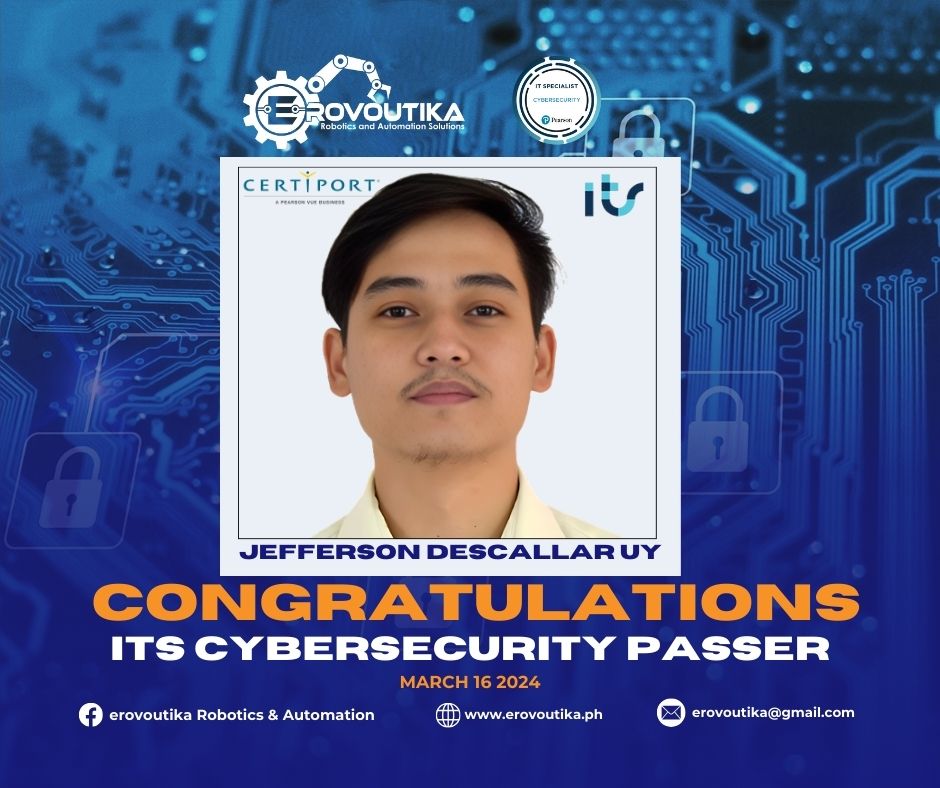 EROVOUTIKA
Robotics and Automation Solutions
IT SPECIALIST
CYBERSECURITY
Pearson
CERTIPORT
A PEARSON VUE BUSINESS
its
JEFFERSON DESCALLAR UY
CONGRATULATIONS
ITS CYBERSECURITY PASSER
MARCH 16 2024
erovoutika Robotics & Automation
www.erovoutika.ph
erovoutika@gmail.com